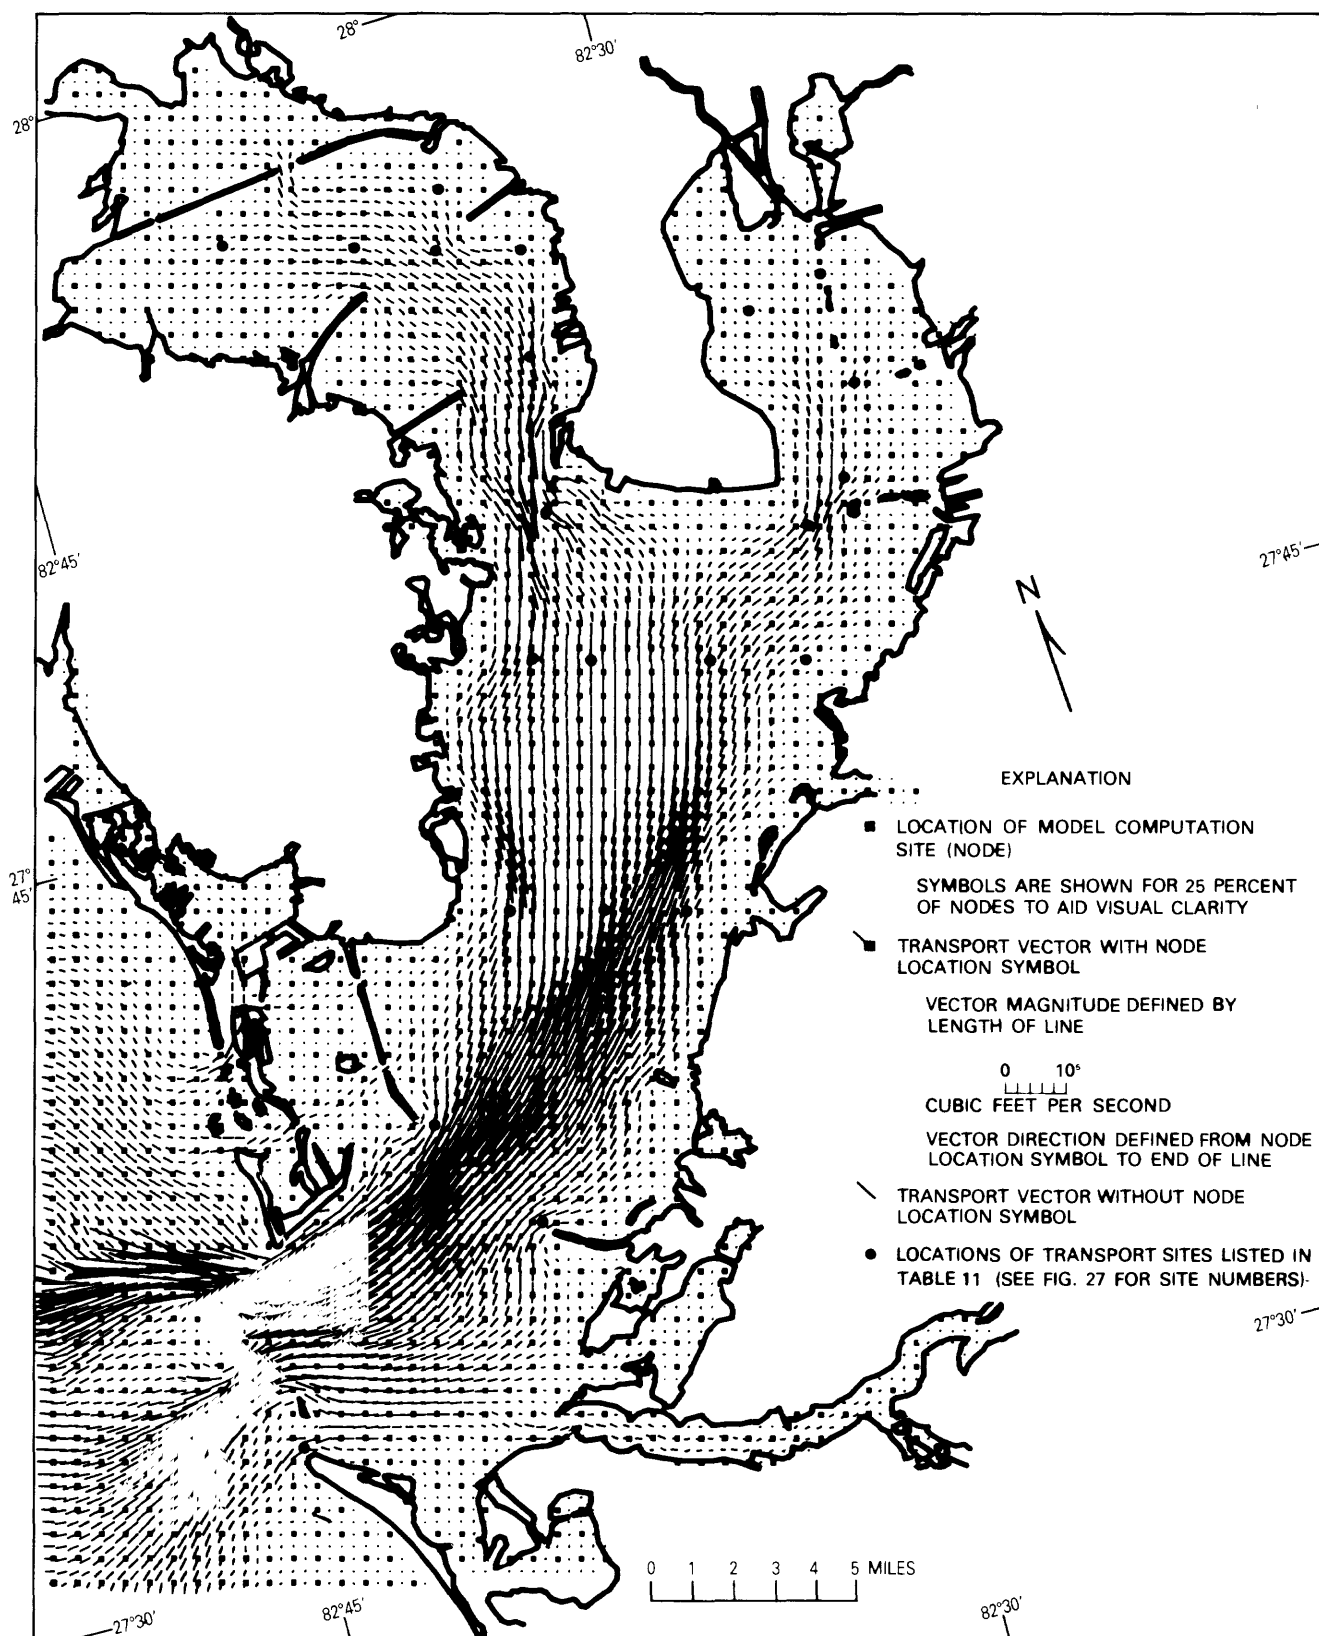 28°
82°30'
28°
82°45'
27°45'
N
27°
45'
EXPLANATION
LOCATION OF MODEL COMPUTATION
SITE (NODE)
SYMBOLS ARE SHOWN FOR 25 PERCENT
OF NODES TO AID VISUAL CLARITY
TRANSPORT VECTOR WITH NODE
LOCATION SYMBOL
VECTOR MAGNITUDE DEFINED BY
LENGTH OF LINE
0 10⁵
CUBIC FEET PER SECOND
VECTOR DIRECTION DEFINED FROM NODE
LOCATION SYMBOL TO END OF LINE
TRANSPORT VECTOR WITHOUT NODE
LOCATION SYMBOL
LOCATIONS OF TRANSPORT SITES LISTED IN
TABLE 11 (SEE FIG. 27 FOR SITE NUMBERS)
27°30'
0 1 2 3 4 5 MILES
27°30'
82°45'
82°30'